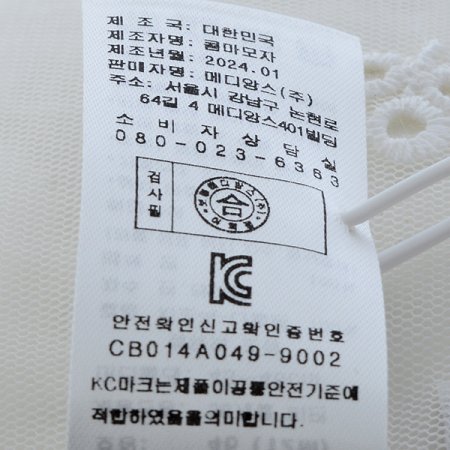 제 조 국: 대한민국
제조자명: 콜마모자
제조년월: 2024.01
판매자명: 메디앙스(주)
주소: 서울시 강남구 논현로
64길 4 메디앙스401빌딩
소 비 자 상 담 실
080-023-6383
검사필
合
KC
안전확인신고확인증번호
CB014A049-9002
KC마크는제품이공통안전기준에
적합하였음을의미합니다.